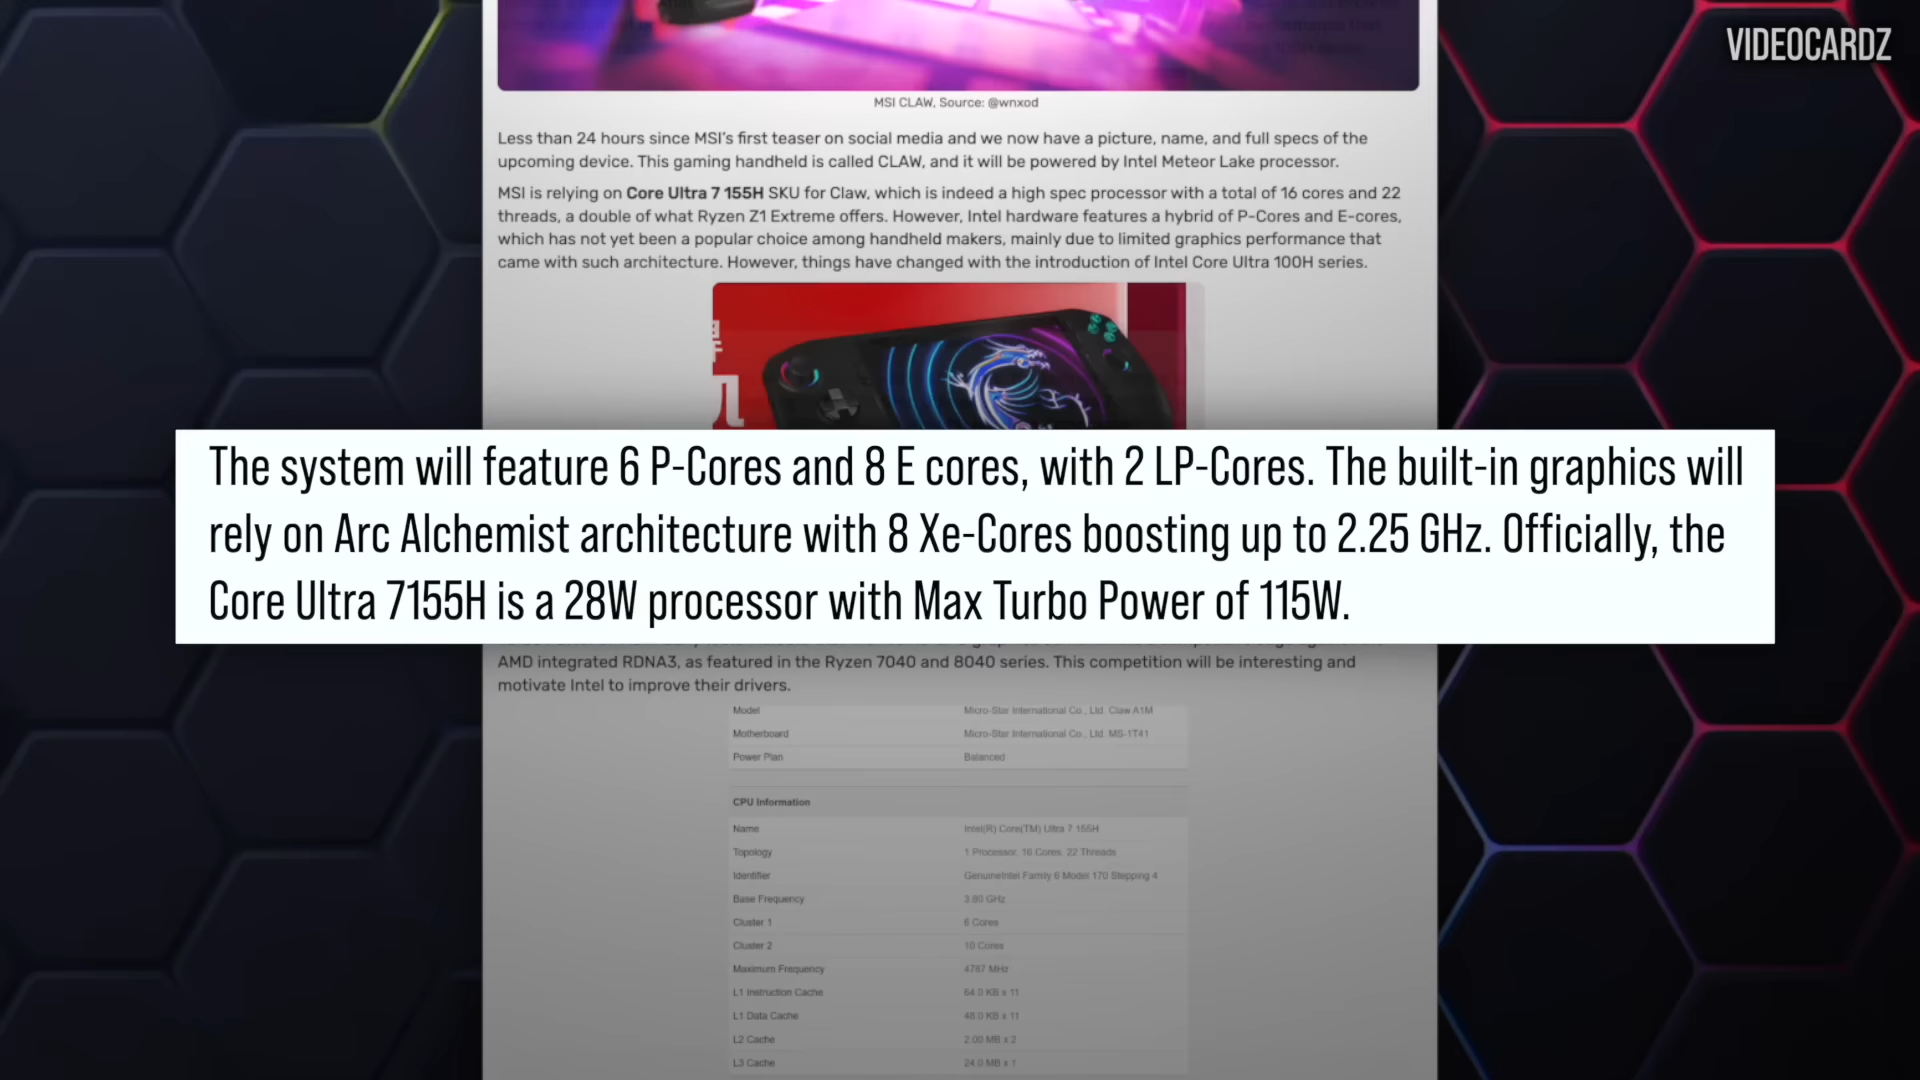 VIDEOCARDZ
MSI CLAW, Source: @wnxod
Less than 24 hours since MSI's first teaser on social media and we now have a picture, name, and full specs of the
upcoming device. This gaming handheld is called CLAW, and it will be powered by Intel Meteor Lake processor.
MSI is relying on Core Ultra 7 155H SKU for Claw, which is indeed a high spec processor with a total of 16 cores and 22
threads, a double of what Ryzen Z1 Extreme offers. However, Intel hardware features a hybrid of P-Cores and E-cores,
which has not yet been a popular choice among handheld makers, mainly due to limited graphics performance that
came with such architecture. However, things have changed with the introduction of Intel Core Ultra 100H series.
The system will feature 6 P-Cores and 8 E cores, with 2 LP-Cores. The built-in graphics will
rely on Arc Alchemist architecture with 8 Xe-Cores boosting up to 2.25 GHz. Officially, the
Core Ultra 7155H is a 28W processor with Max Turbo Power of 115W.
AMD integrated RDNA3, as featured in the Ryzen 7040 and 8040 series. This competition will be interesting and
motivate Intel to improve their drivers.
Model Micro-Star International Co., Ltd. Claw A1M
Motherboard Micro-Star International Co., Ltd. MS-1T41
Power Plan Balanced
CPU Information
Name Intel(R) Core(TM) Ultra 7 155H
Topology 1 Processor, 16 Cores, 22 Threads
Identifier GenuineIntel Family 6 Model 170 Stepping 4
Base Frequency 3.80 GHz
Cluster 1 6 Cores
Cluster 2 10 Cores
Maximum Frequency 4787 MHz
L1 Instruction Cache 64.0 KB x 11
L1 Data Cache 48.0 KB x 11
L2 Cache 2.00 MB x 2
L3 Cache 24.0 MB x 1